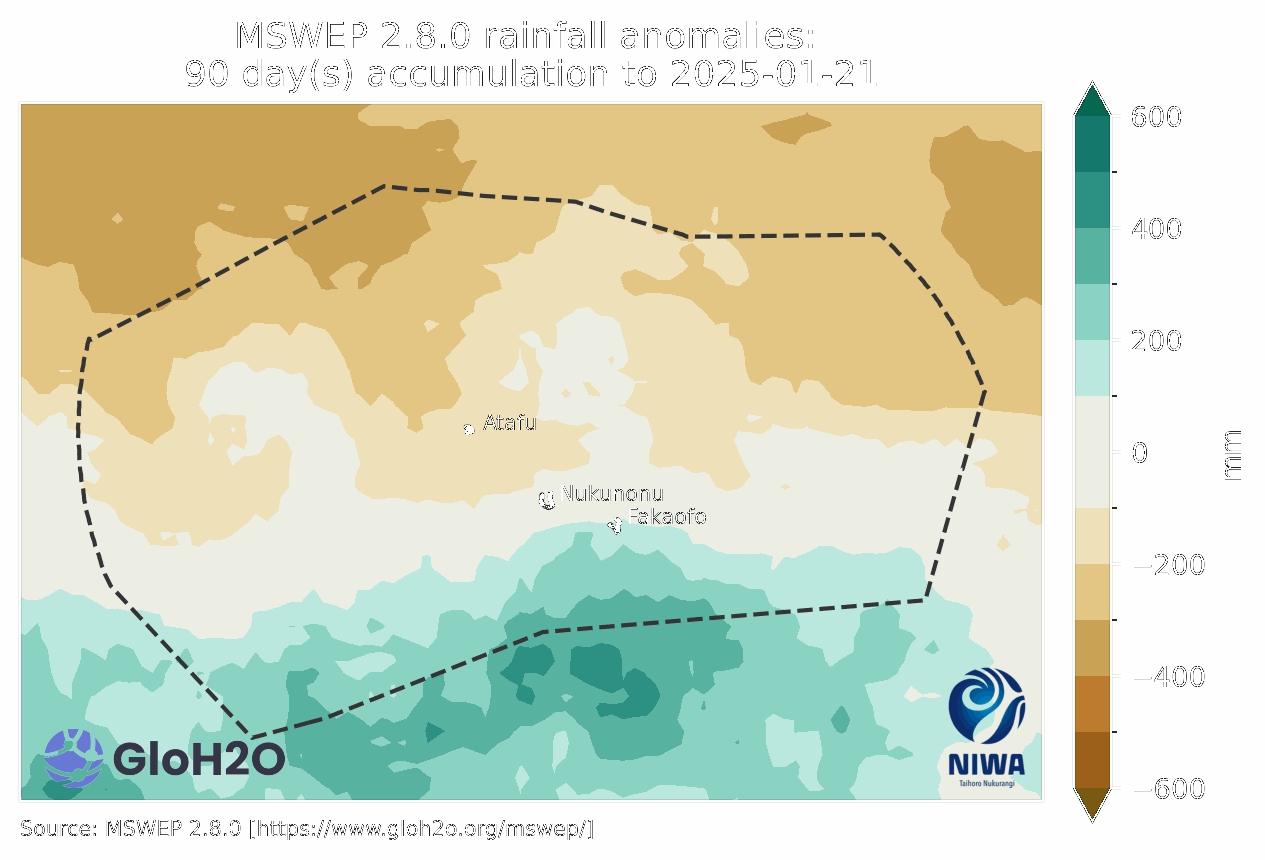 MSWEP 2.8.0 rainfall anomalies:
90 day(s) accumulation to 2025-01-21
600
400
200
0
−200
−400
−600
mm
Atafu
Nukunonu
Fakaofo
GloH2O
NIWA
Taihoro Nukurangi
Source: MSWEP 2.8.0 [https://www.gloh2o.org/mswep/]